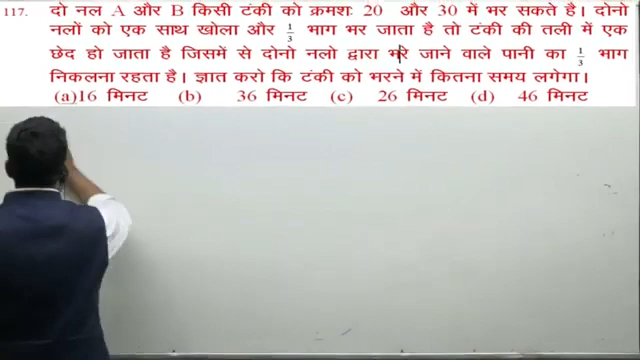 117. दो नल A और B किसी टंकी को क्रमशः 20 और 30 में भर सकते है। दोनो
नलों को एक साथ खोला और 1/3 भाग भर जाता है तो टंकी की तली में एक
छेद हो जाता है जिसमें से दोनो नलो द्वारा भरे जाने वाले पानी का 1/3 भाग
निकलना रहता है। ज्ञात करो कि टंकी को भरने में कितना समय लगेगा।
(a)16 मिनट (b) 36 मिनट (c) 26 मिनट (d) 46 मिनट